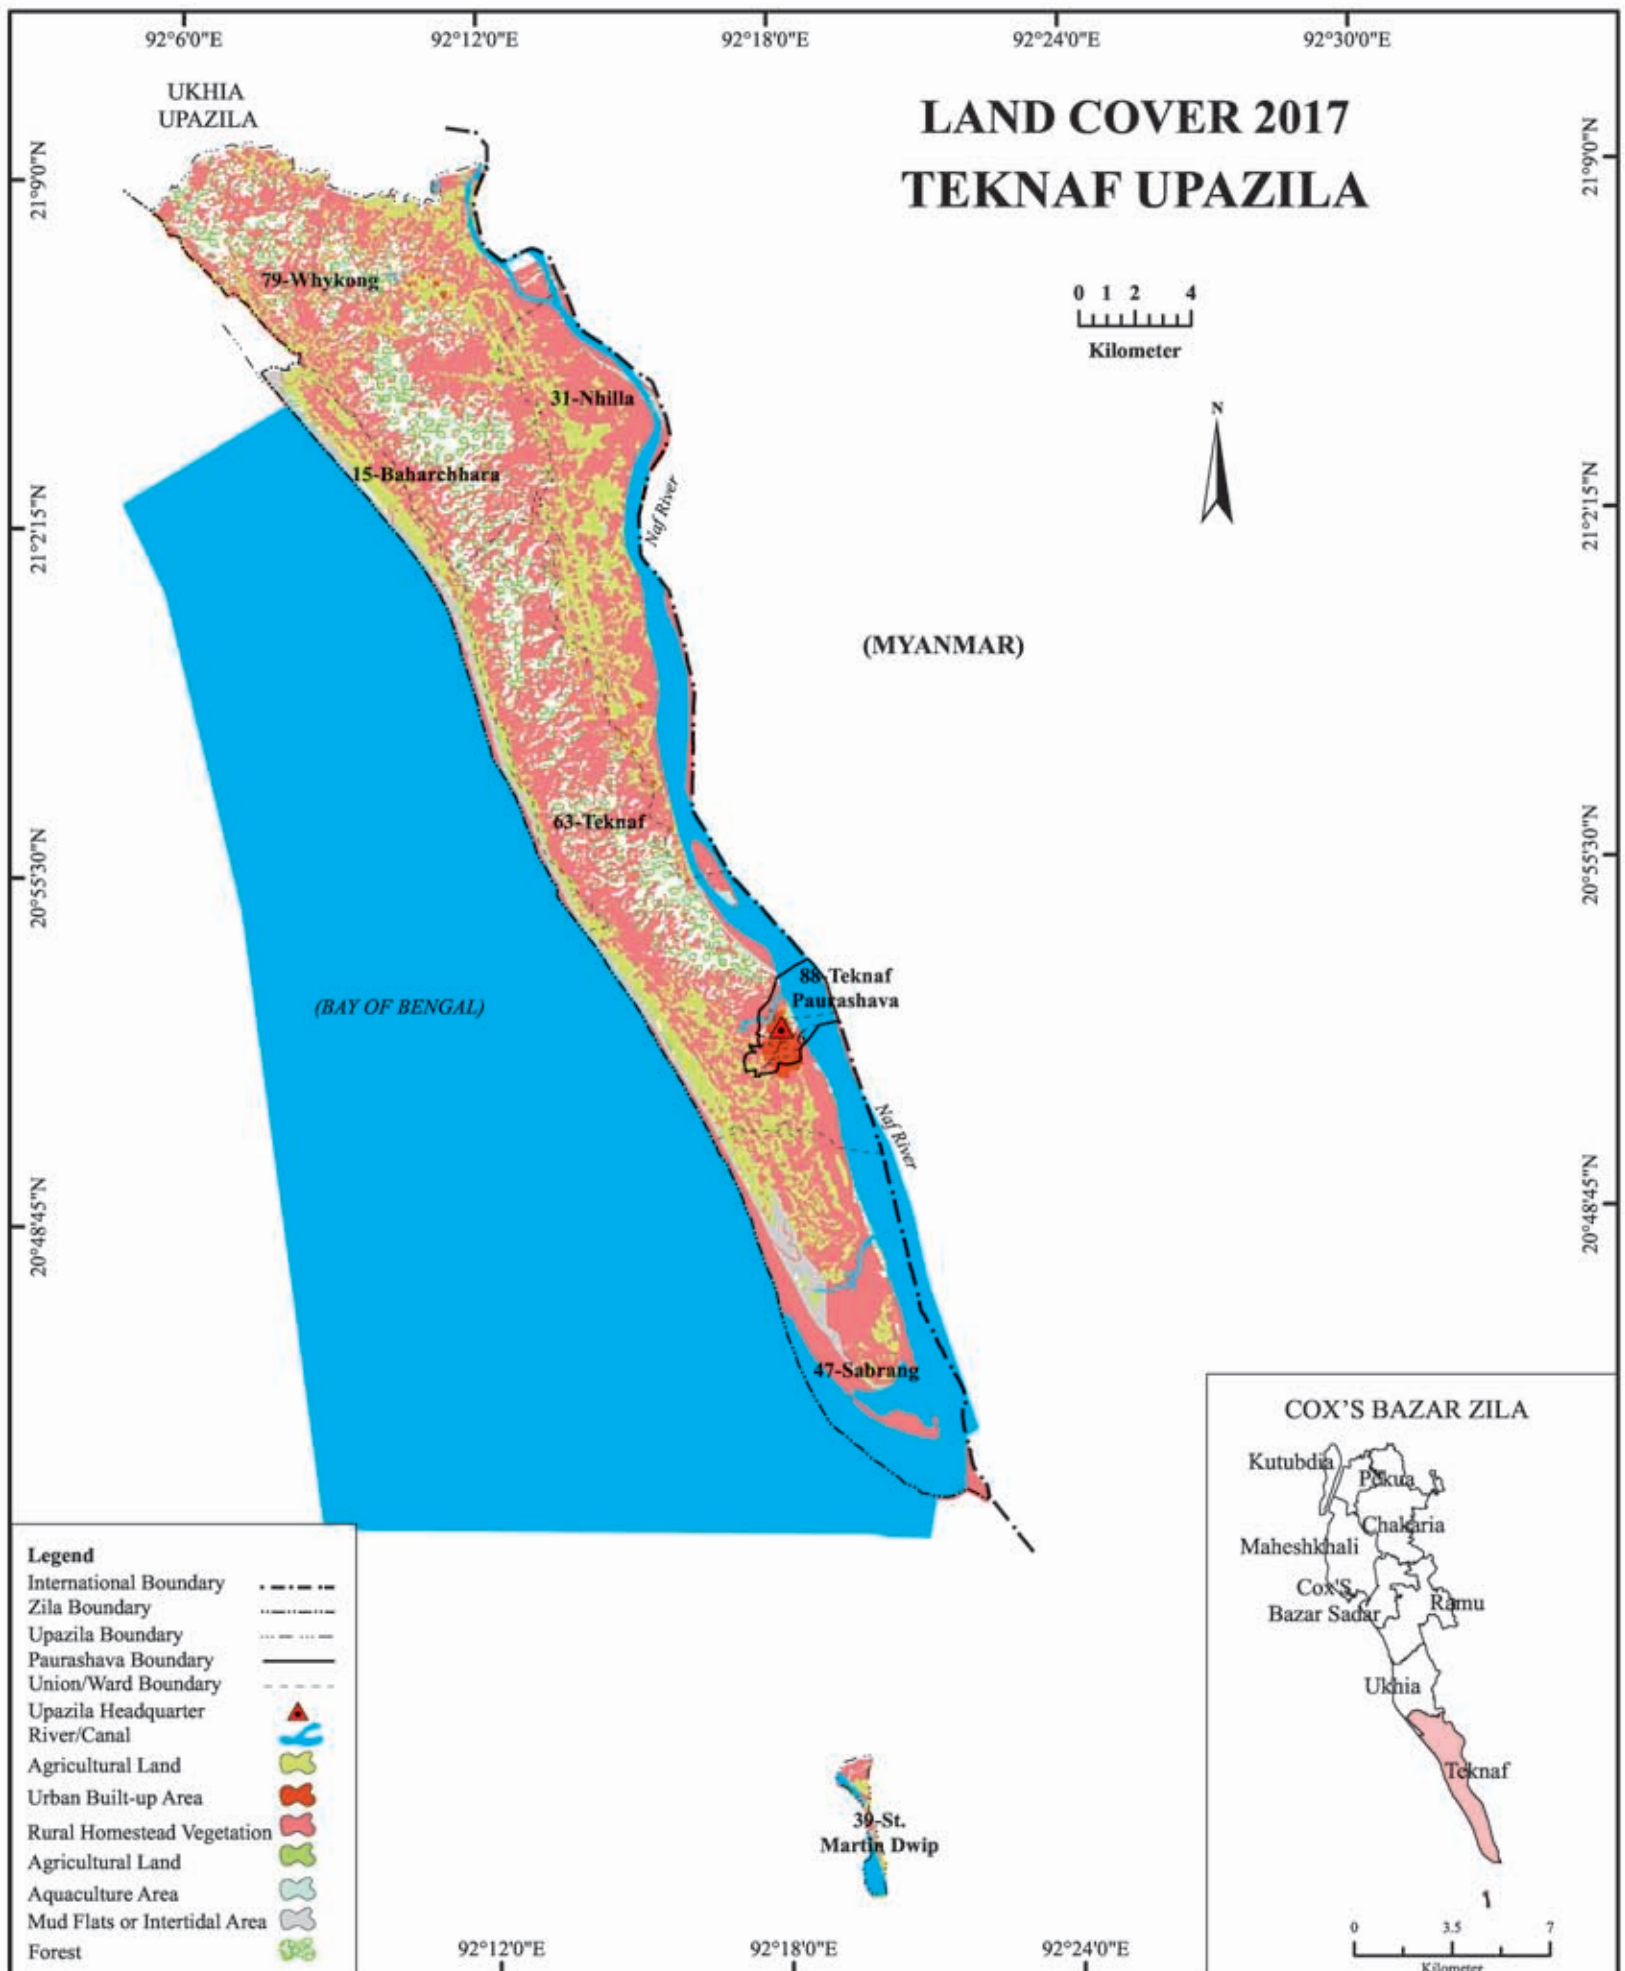 92°6'0"E
92°12'0"E
92°18'0"E
92°24'0"E
92°30'0"E
UKHIA
UPAZILA
LAND COVER 2017
TEKNAF UPAZILA
21°9'0"N
21°9'0"N
79-Whykong
0 1 2 4
Kilometer
31-Nhilla
N
15-Baharchhara
Naf River
21°2'15"N
21°2'15"N
(MYANMAR)
63-Teknaf
20°55'30"N
20°55'30"N
88-Teknaf
Paurashava
(BAY OF BENGAL)
Naf River
20°48'45"N
20°48'45"N
47-Sabrang
COX'S BAZAR ZILA
Kutubdia
Pekua
Chakaria
Maheshkhali
Cox'S
Bazar Sadar
Ramu
Ukhia
Teknaf
0 3.5 7
Kilometer
Legend
International Boundary
Zila Boundary
Upazila Boundary
Paurashava Boundary
Union/Ward Boundary
Upazila Headquarter
River/Canal
Agricultural Land
Urban Built-up Area
Rural Homestead Vegetation
Agricultural Land
Aquaculture Area
Mud Flats or Intertidal Area
Forest
39-St.
Martin Dwip
92°12'0"E
92°18'0"E
92°24'0"E